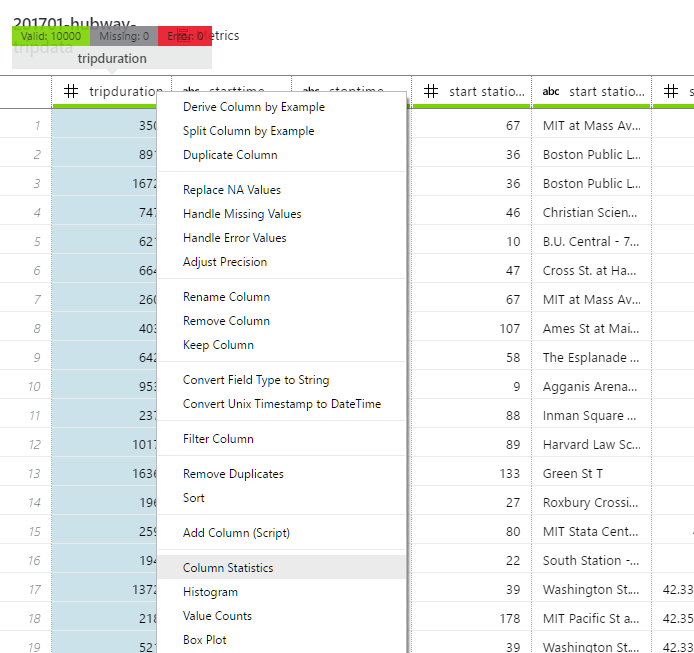 201701-hubway-
tripdata
Metrics
Valid: 10000 Missing: 0 Error: 0
tripduration
tripduration abc starttime abc stoptime start statio... abc start statio... s
1 350 67 MIT at Mass Av...
2 891 36 Boston Public L...
3 1672 36 Boston Public L...
4 747 46 Christian Scien...
5 621 10 B.U. Central - 7...
6 664 47 Cross St. at Ha...
7 260 67 MIT at Mass Av...
8 403 107 Ames St at Mai...
9 642 58 The Esplanade ...
10 953 9 Agganis Arena...
11 237 88 Inman Square ...
12 1017 89 Harvard Law Sc...
13 1636 133 Green St T
14 196 27 Roxbury Crossi...
15 259 80 MIT Stata Cent...
16 194 22 South Station -...
17 1372 39 Washington St.... 42.33
18 218 178 MIT Pacific St a... 42.35
19 521 39 Washington St.... 42.33
Derive Column by Example
Split Column by Example
Duplicate Column
Replace NA Values
Handle Missing Values
Handle Error Values
Adjust Precision
Rename Column
Remove Column
Keep Column
Convert Field Type to String
Convert Unix Timestamp to DateTime
Filter Column
Remove Duplicates
Sort
Add Column (Script)
Column Statistics
Histogram
Value Counts
Box Plot